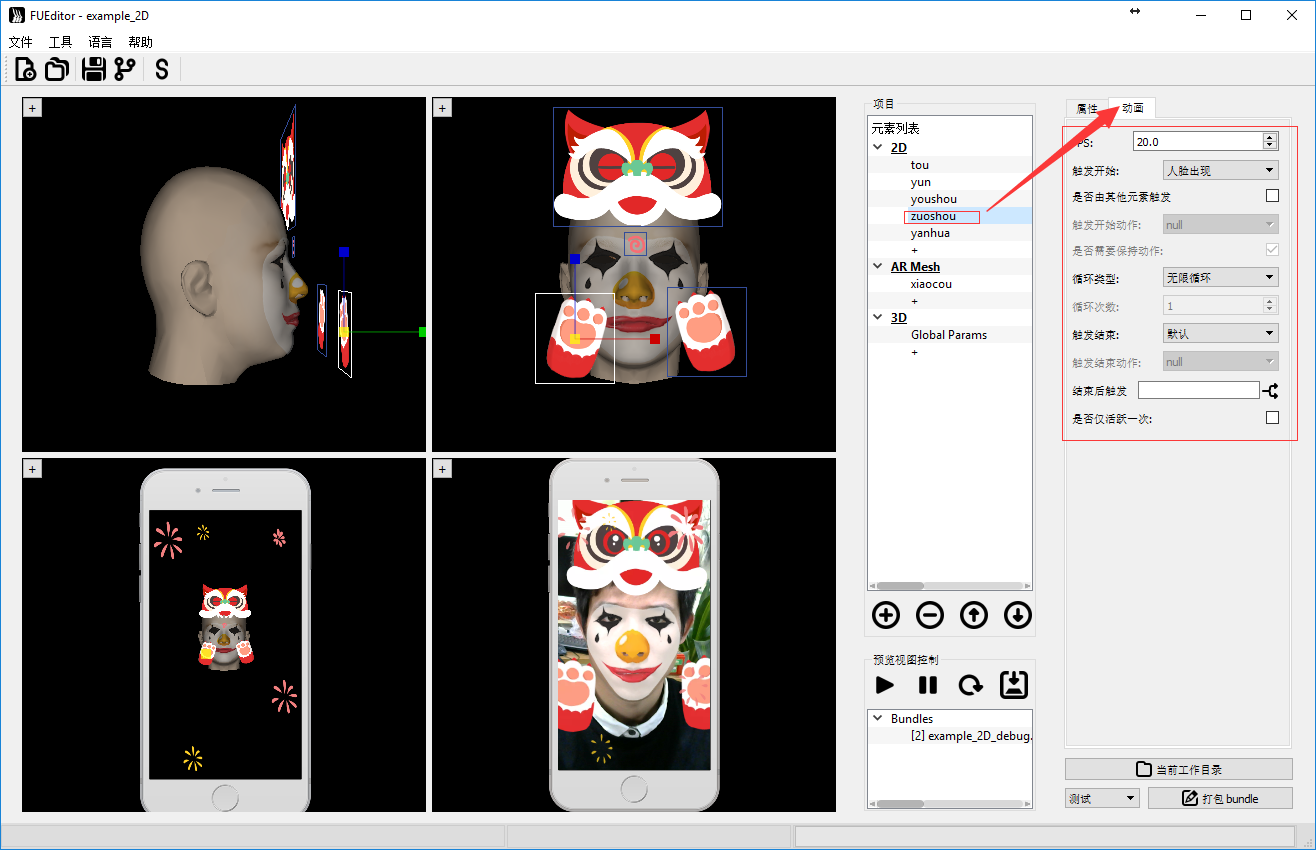 FUEditor - example_2D
文件 工具 语言 帮助
S
+
+
+
+
项目
元素列表
2D
tou
yun
youshou
zuoshou
yanhua
+
AR Mesh
xiaocou
+
3D
Global Params
+
预览视图控制
Bundles
[2] example_2D_debug.
属性 动画
PS: 20.0
触发开始: 人脸出现
是否由其他元素触发
触发开始动作: null
是否需要保持动作:
循环类型: 无限循环
循环次数: 1
触发结束: 默认
触发结束动作: null
结束后触发
是否仅活跃一次:
当前工作目录
测试 打包 bundle